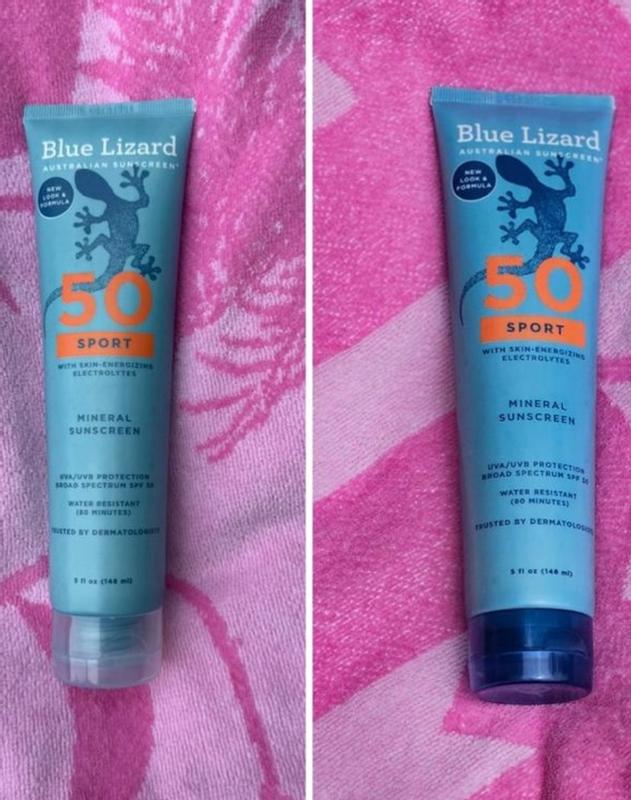 Blue Lizard
AUSTRALIAN SUNSCREEN
NEW
LOOK &
FORMULA
50
SPORT
WITH SKIN-ENERGIZING
ELECTROLYTES
MINERAL
SUNSCREEN
UVA/UVB PROTECTION
BROAD SPECTRUM SPF 50
WATER RESISTANT
(80 MINUTES)
TRUSTED BY DERMATOLOGISTS
5 fl oz (148 ml)
Blue Lizard
AUSTRALIAN SUNSCREEN
NEW
LOOK &
FORMULA
50
SPORT
WITH SKIN-ENERGIZING
ELECTROLYTES
MINERAL
SUNSCREEN
UVA/UVB PROTECTION
BROAD SPECTRUM SPF 50
WATER RESISTANT
(80 MINUTES)
TRUSTED BY DERMATOLOGISTS
5 fl oz (148 ml)